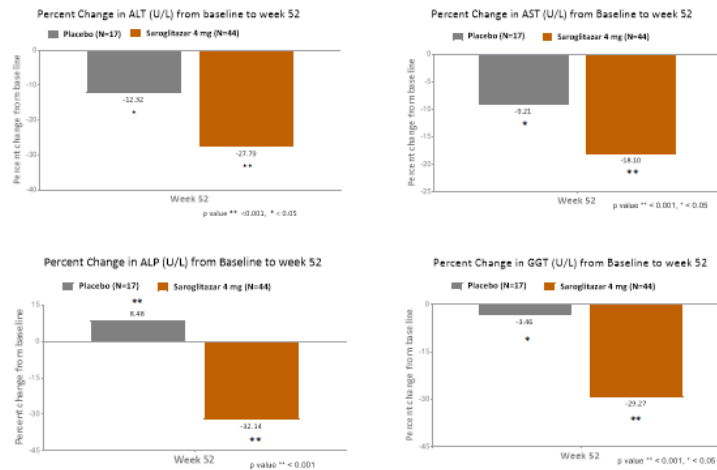 Percent Change in ALT (U/L) from Baseline to week 52
Placebo (N=17) Saroglitazar 4 mg (N=44)
Percent change from baseline
0
-10
-20
-30
-40
-12.32
*
-27.79
**
Week 52
p value ** <0.001, * < 0.05
Percent Change in AST (U/L) from Baseline to week 52
Placebo (N=17) Saroglitazar 4 mg (N=44)
Percent change from baseline
0
-5
-10
-15
-20
-25
-9.21
*
-18.10
**
Week 52
p value ** < 0.001, * < 0.05
Percent Change in ALP (U/L) from Baseline to week 52
Placebo (N=17) Saroglitazar 4 mg (N=44)
Percent change from baseline
15
0
-15
-30
-45
**
8.48
-32.14
**
Week 52
p value ** < 0.001
Percent Change in GGT (U/L) from Baseline to week 52
Placebo (N=17) Saroglitazar 4 mg (N=44)
Percent change from baseline
0
-15
-30
-45
-3.46
*
-29.27
**
Week 52
p value ** < 0.001, * < 0.05